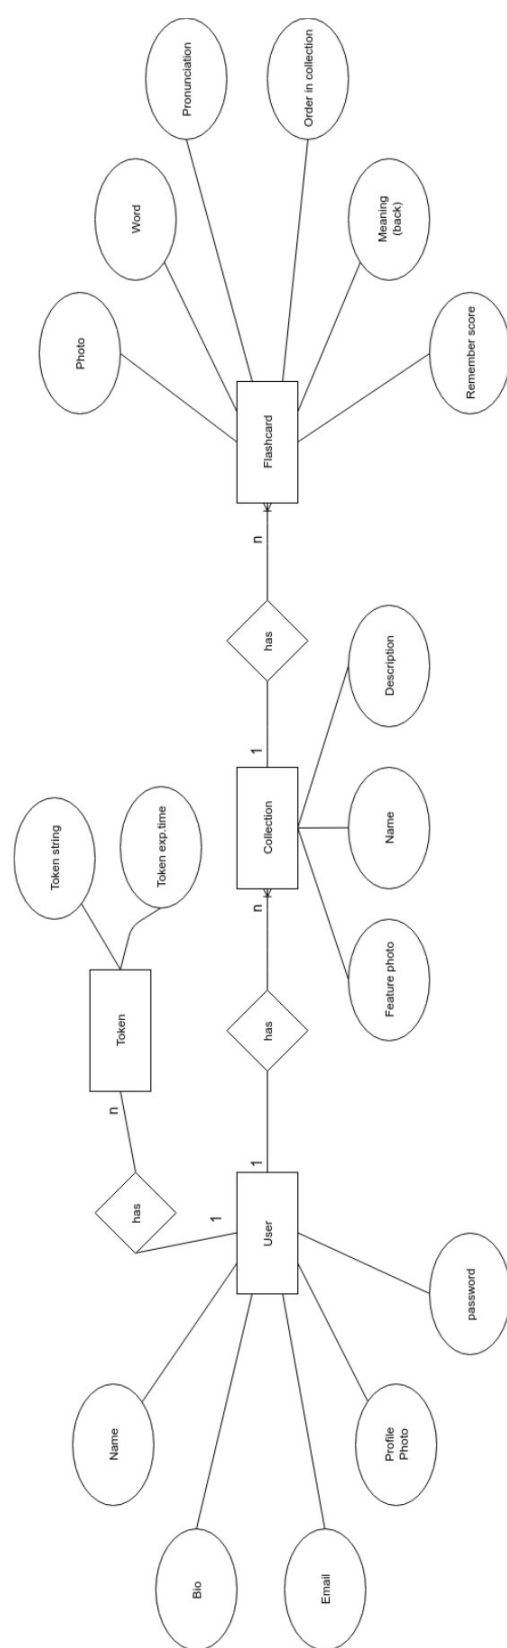 Name
Bio
Email
Profile
Photo
password
User
1
has
n
Token
Token string
Token exp.time
1
has
n
Collection
Feature photo
Name
Description
1
has
n
Flashcard
Photo
Word
Pronunciation
Order in collection
Meaning
(back)
Remember score